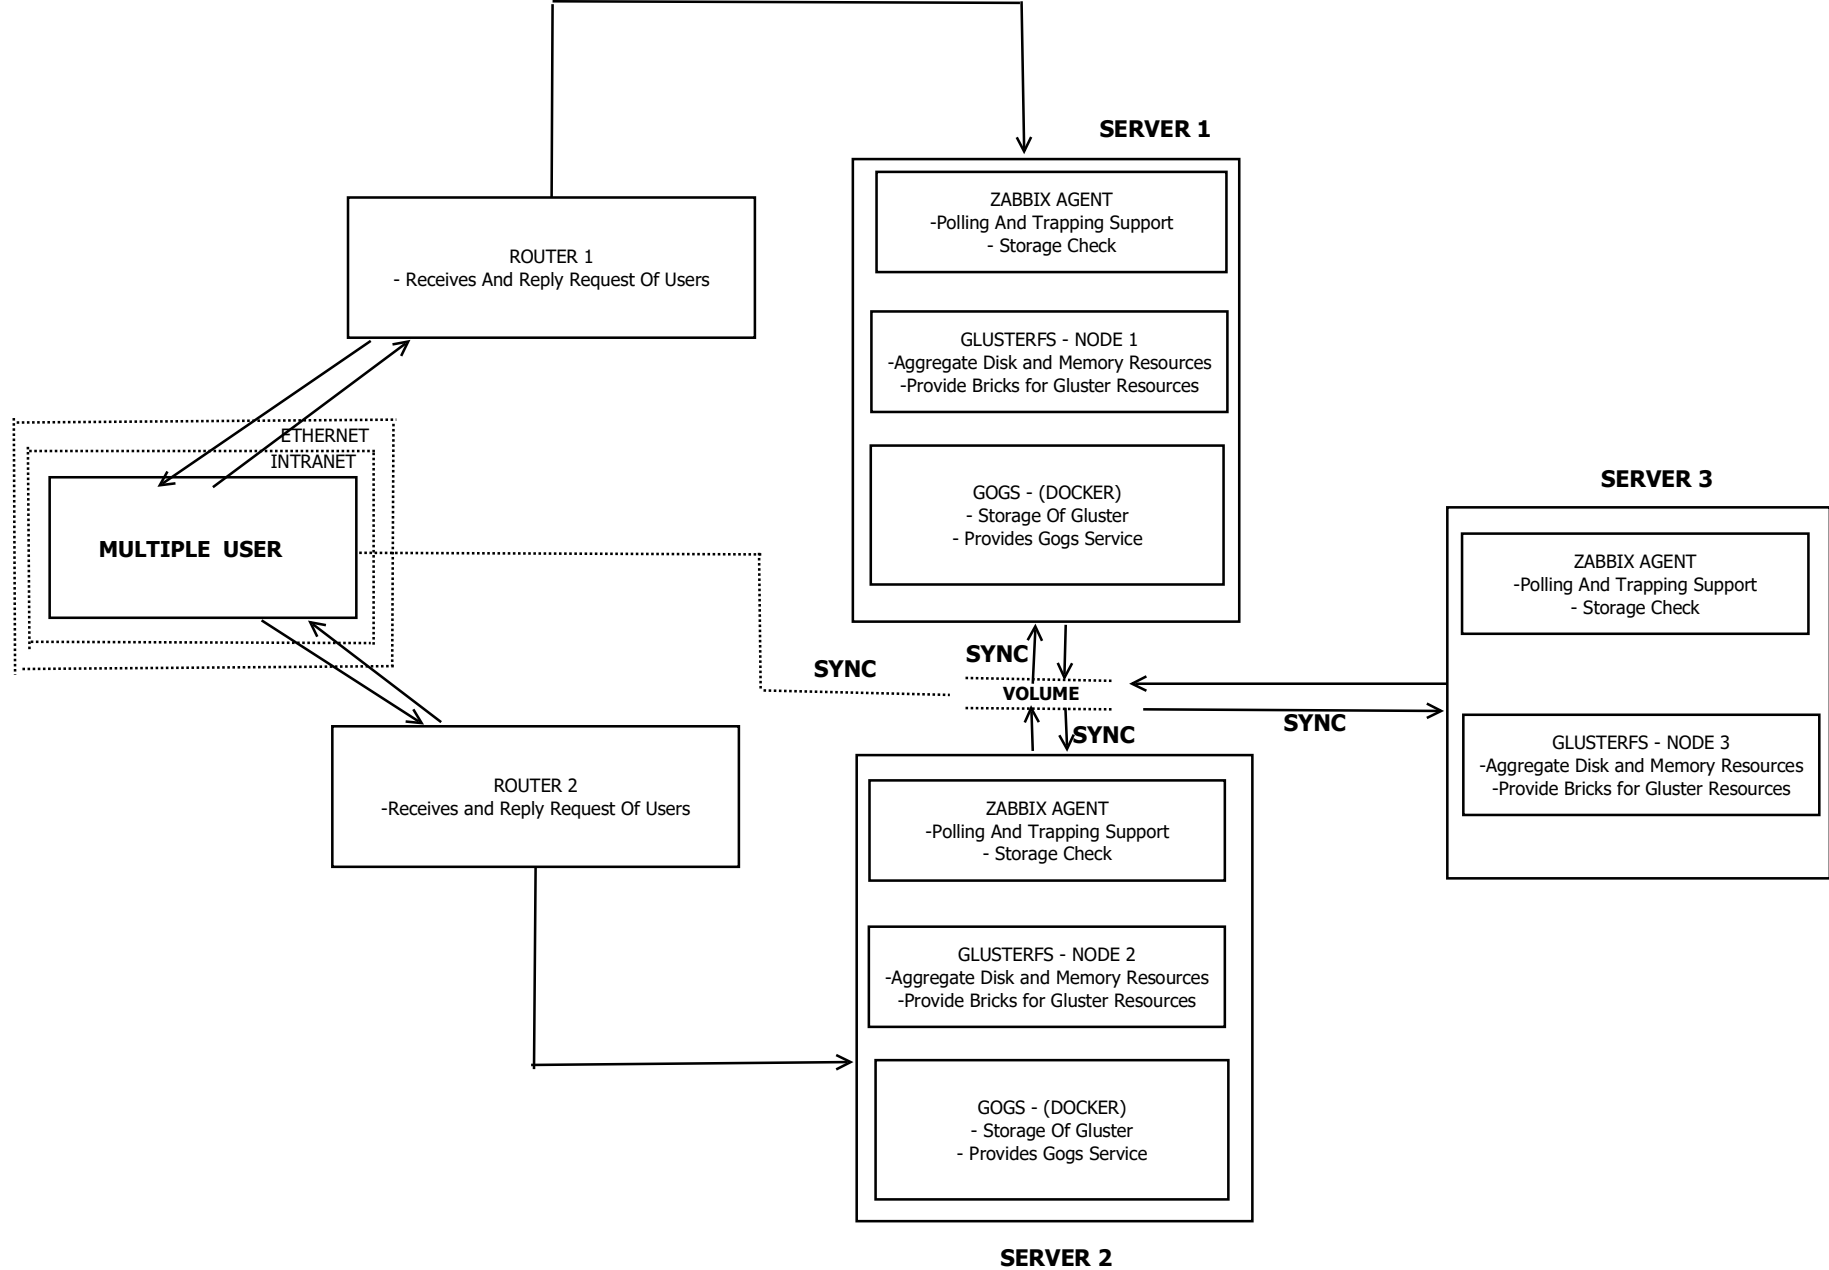 SERVER 1
ZABBIX AGENT
-Polling And Trapping Support
- Storage Check
ROUTER 1
- Receives And Reply Request Of Users
GLUSTERFS - NODE 1
-Aggregate Disk and Memory Resources
-Provide Bricks for Gluster Resources
ETHERNET
INTRANET
MULTIPLE USER
GOGS - (DOCKER)
- Storage Of Gluster
- Provides Gogs Service
SERVER 3
ZABBIX AGENT
-Polling And Trapping Support
- Storage Check
SYNC
SYNC
VOLUME
SYNC
SYNC
GLUSTERFS - NODE 3
-Aggregate Disk and Memory Resources
-Provide Bricks for Gluster Resources
ROUTER 2
-Receives and Reply Request Of Users
ZABBIX AGENT
-Polling And Trapping Support
- Storage Check
GLUSTERFS - NODE 2
-Aggregate Disk and Memory Resources
-Provide Bricks for Gluster Resources
GOGS - (DOCKER)
- Storage Of Gluster
- Provides Gogs Service
SERVER 2